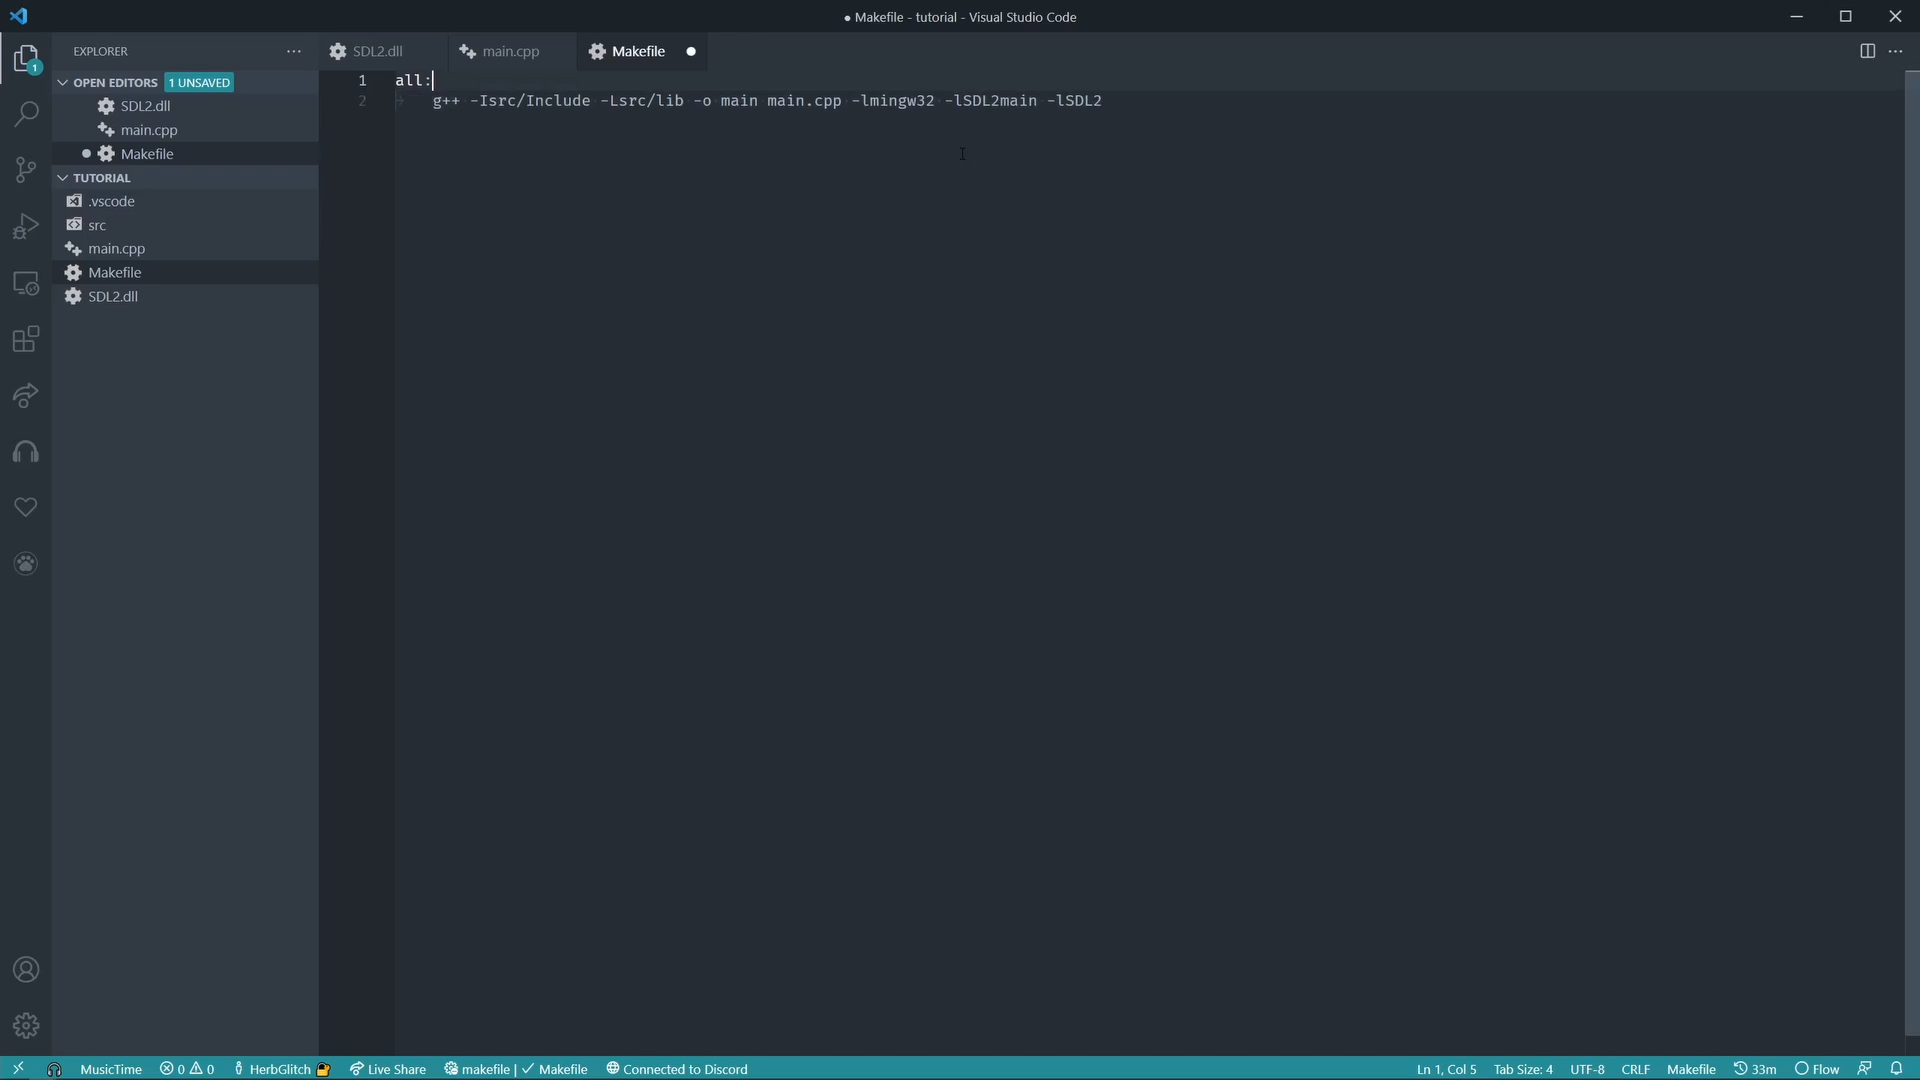 ● Makefile - tutorial - Visual Studio Code
EXPLORER
OPEN EDITORS 1 UNSAVED
SDL2.dll
main.cpp
Makefile
TUTORIAL
.vscode
src
main.cpp
Makefile
SDL2.dll
1
SDL2.dll main.cpp Makefile
1 all:
2 g++ -Isrc/Include -Lsrc/lib -o main main.cpp -lmingw32 -lSDL2main -lSDL2
MusicTime 0 0 HerbGlitch Live Share makefile | ✓ Makefile Connected to Discord Ln 1, Col 5 Tab Size: 4 UTF-8 CRLF Makefile 33m Flow